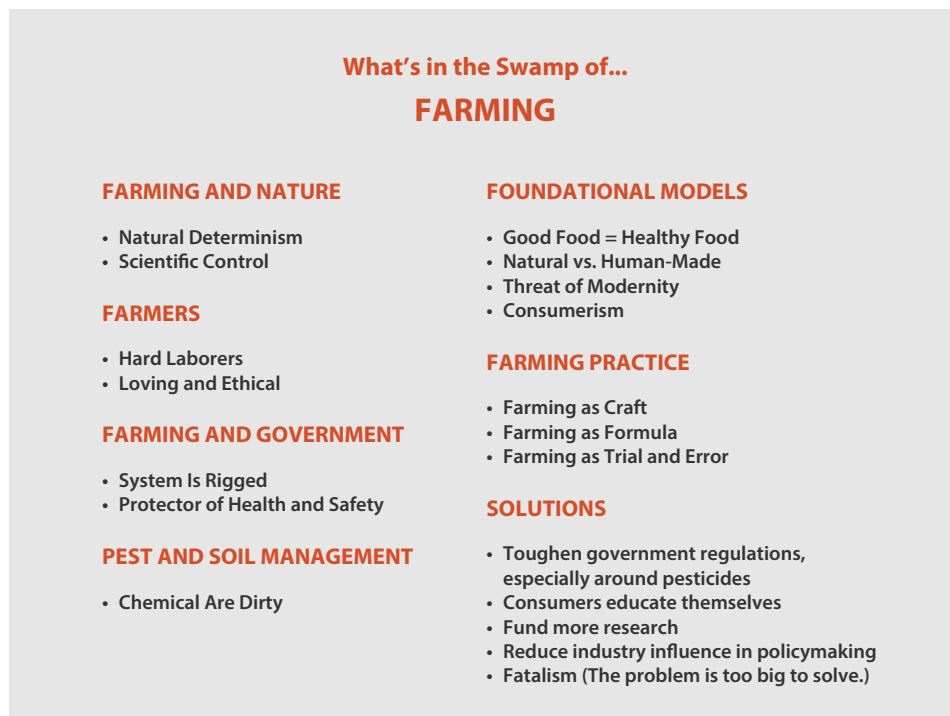 What’s in the Swamp of...
FARMING
FARMING AND NATURE
• Natural Determinism
• Scientific Control
FARMERS
• Hard Laborers
• Loving and Ethical
FARMING AND GOVERNMENT
• System Is Rigged
• Protector of Health and Safety
PEST AND SOIL MANAGEMENT
• Chemical Are Dirty
FOUNDATIONAL MODELS
• Good Food = Healthy Food
• Natural vs. Human-Made
• Threat of Modernity
• Consumerism
FARMING PRACTICE
• Farming as Craft
• Farming as Formula
• Farming as Trial and Error
SOLUTIONS
• Toughen government regulations,
especially around pesticides
• Consumers educate themselves
• Fund more research
• Reduce industry influence in policymaking
• Fatalism (The problem is too big to solve.)